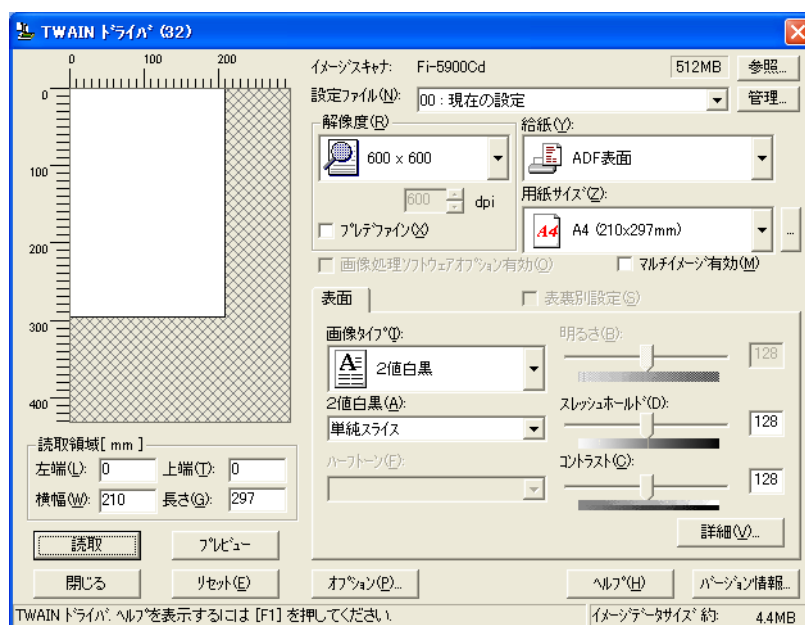 TWAIN ﾄﾞﾗｲﾊﾞ (32)
0 100 200
0
100
200
300
400
ｲﾒｰｼﾞｽｷｬﾅ: Fi-5900Cd 512MB 参照...
設定ﾌｧｲﾙ(N): 00 : 現在の設定 管理...
解像度(R)
600 × 600
600 dpi
ﾌﾟﾚﾃﾞﾌｧｲﾝ(X)
給紙(Y):
ADF表面
用紙ｻｲｽﾞ(Z):
A4 A4 (210x297mm) ...
画像処理ｿﾌﾄｳｪｱｵﾌﾟｼｮﾝ有効(O) ﾏﾙﾁｲﾒｰｼﾞ有効(M)
表面 表裏別設定(S)
画像ﾀｲﾌﾟ(I):
A 2値白黒
2値白黒(A):
単純ｽﾗｲｽ
ﾊｰﾌﾄｰﾝ(F):
明るさ(B): 128
ｽﾚｯｼｭﾎｰﾙﾄﾞ(D): 128
ｺﾝﾄﾗｽﾄ(C): 128
詳細(V)...
読取領域[ mm ]
左端(L): 0 上端(T): 0
横幅(W): 210 長さ(G): 297
読取 ﾌﾟﾚﾋﾞｭｰ
閉じる ﾘｾｯﾄ(E) ｵﾌﾟｼｮﾝ(P)... ﾍﾙﾌﾟ(H) ﾊﾞｰｼﾞｮﾝ情報...
TWAIN ﾄﾞﾗｲﾊﾞ. ﾍﾙﾌﾟを表示するには [F1] を押してください. ｲﾒｰｼﾞﾃﾞｰﾀｻｲｽﾞ約: 4.4MB